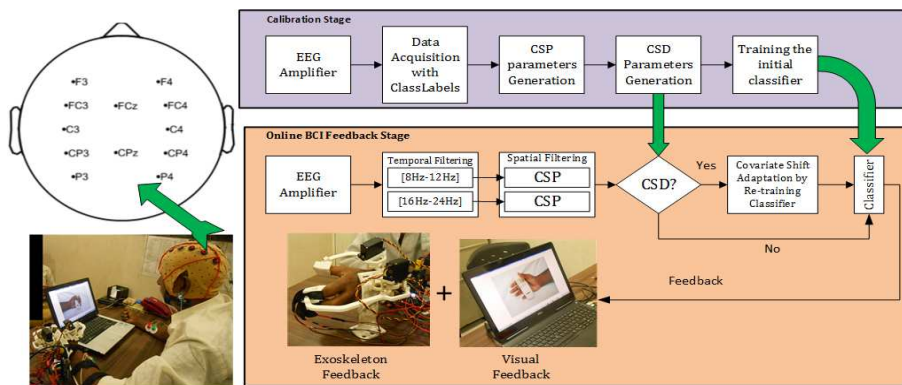 Calibration Stage
EEG
Amplifier
Data
Acquisition
with
ClassLabels
CSP
parameters
Generation
CSD
Parameters
Generation
Training the
initial
classifier
•F3
•F4
•FC3
•FCz
•FC4
•C3
•C4
•CP3
•CPz
•CP4
•P3
•P4
Online BCI Feedback Stage
EEG
Amplifier
Temporal Filtering
[8Hz-12Hz]
[16Hz-24Hz]
Spatial Filtering
CSP
CSP
CSD?
Yes
No
Covariate Shift
Adaptation by
Re-training
Classifier
Classifier
Feedback
+
Exoskeleton
Feedback
Visual
Feedback